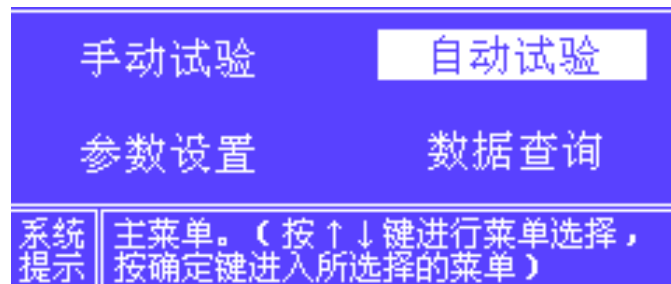 手动试验 自动试验
参数设置 数据查询
系统提示
主菜单。(按↑↓键进行菜单选择,
按确定键进入所选择的菜单)